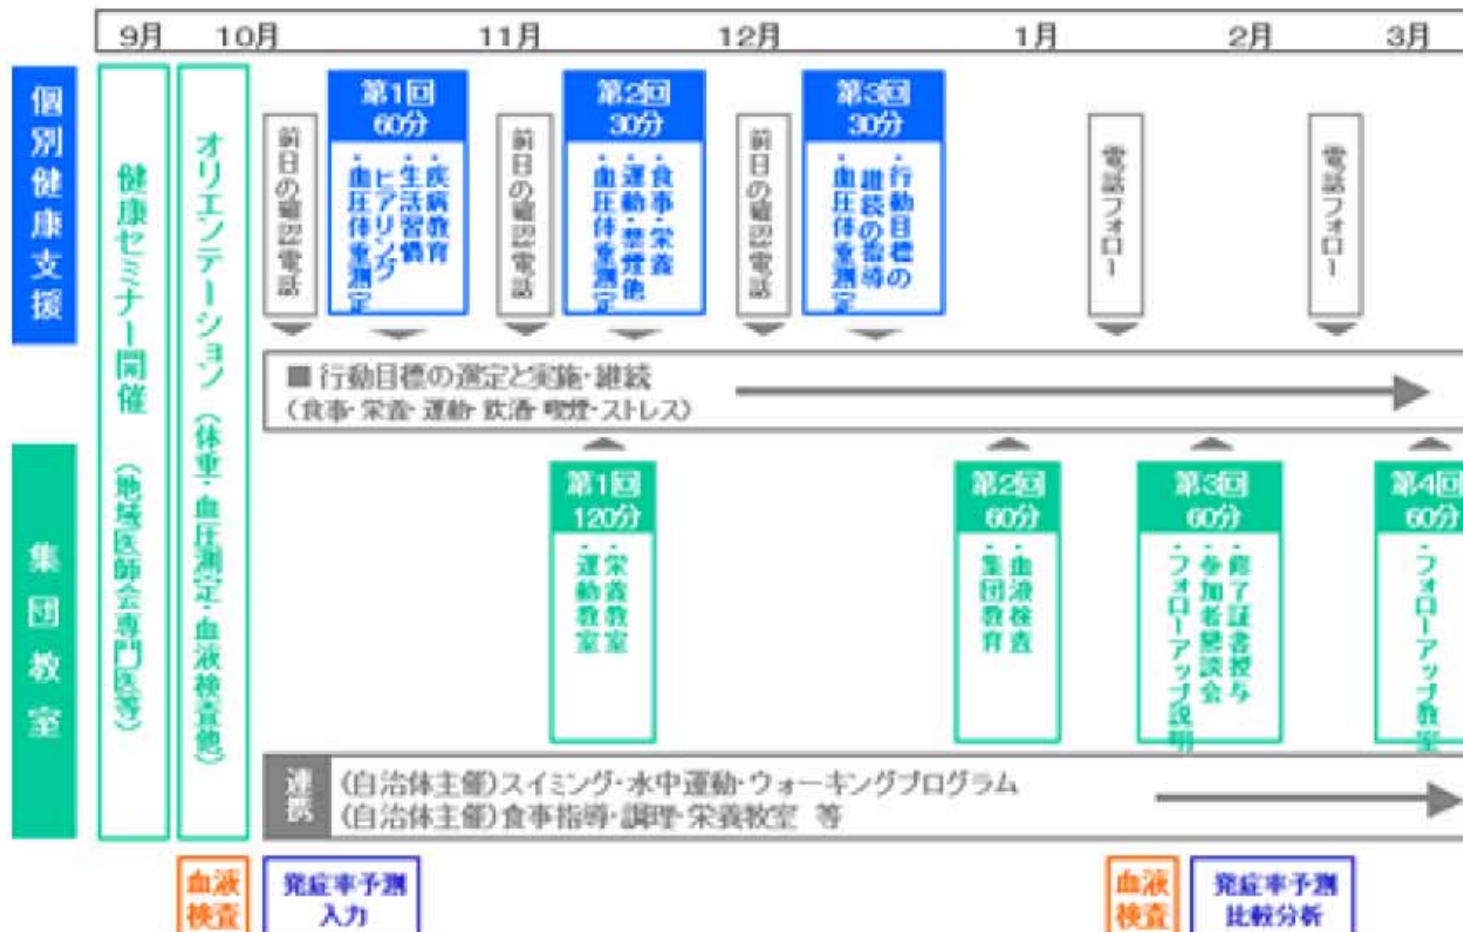 9月 10月 11月 12月 1月 2月 3月
個別健康支援
健康セミナー開催 (地域医師会専門医等)
オリエンテーション (体重・血圧測定・血液検査他)
前日の確認電話
第1回
60分
・疾病教育
・生活習慣
ヒアリング
・血圧体重測定
前日の確認電話
第2回
30分
・食事・栄養
・運動・禁煙他
・血圧体重測定
前日の確認電話
第3回
30分
・行動目標の
継続の指導
・血圧体重測定
電話フォロー
電話フォロー
■行動目標の選定と実施・継続
(食事・栄養・運動・飲酒・喫煙・ストレス)
集団教室
第1回
120分
・栄養教室
・運動教室
第2回
60分
・血液検査
・集団教育
第3回
60分
・修了証書授与
・参加者懇談会
・フォローアップ説明
第4回
60分
・フォローアップ教室
連携
(自治体主催)スイミング・水中運動・ウォーキングプログラム
(自治体主催)食事指導・調理・栄養教室 等
血液
検査
発症率予測
入力
血液
検査
発症率予測
比較分析